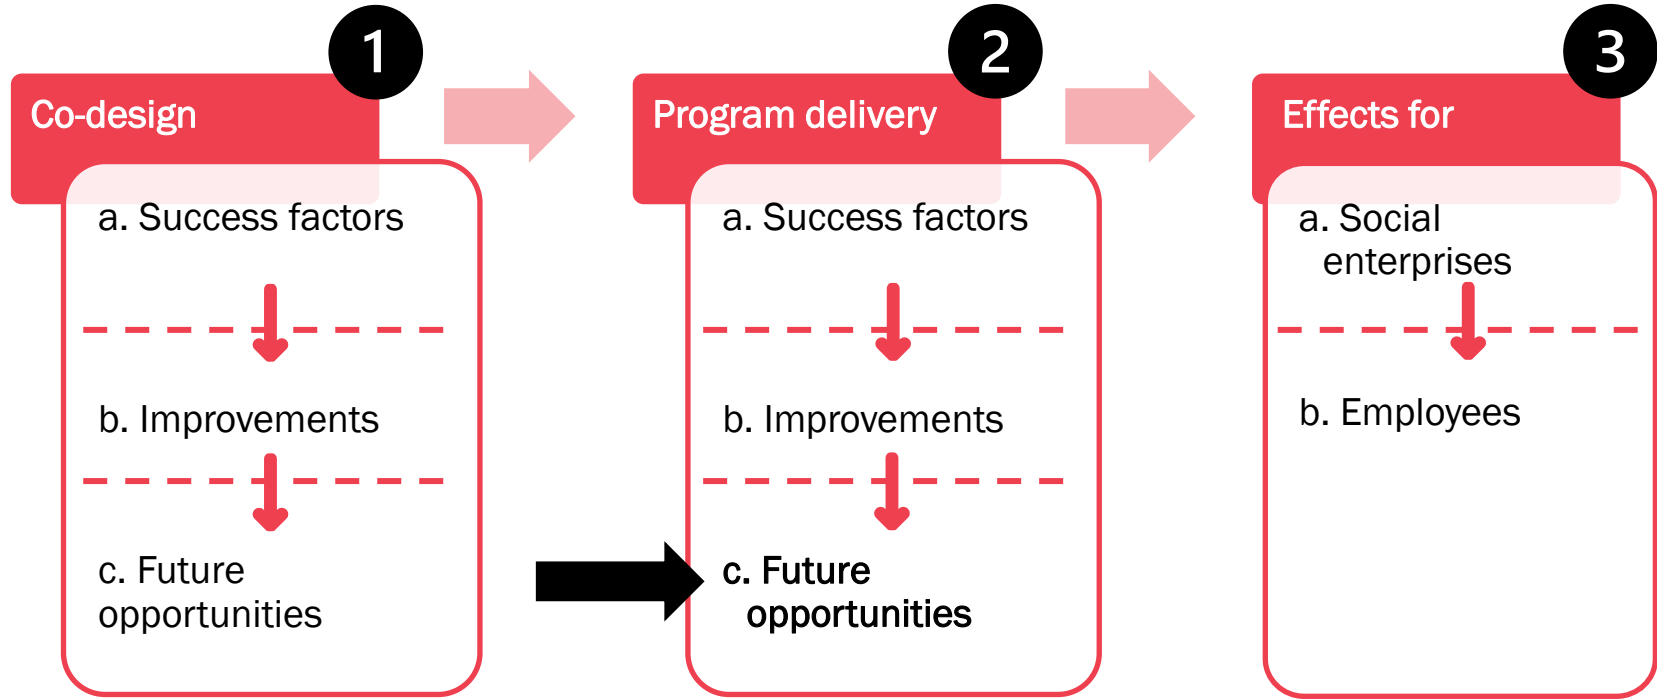 1
Co-design
a. Success factors
b. Improvements
c. Future
opportunities
2
Program delivery
a. Success factors
b. Improvements
c. Future
opportunities
3
Effects for
a. Social
enterprises
b. Employees